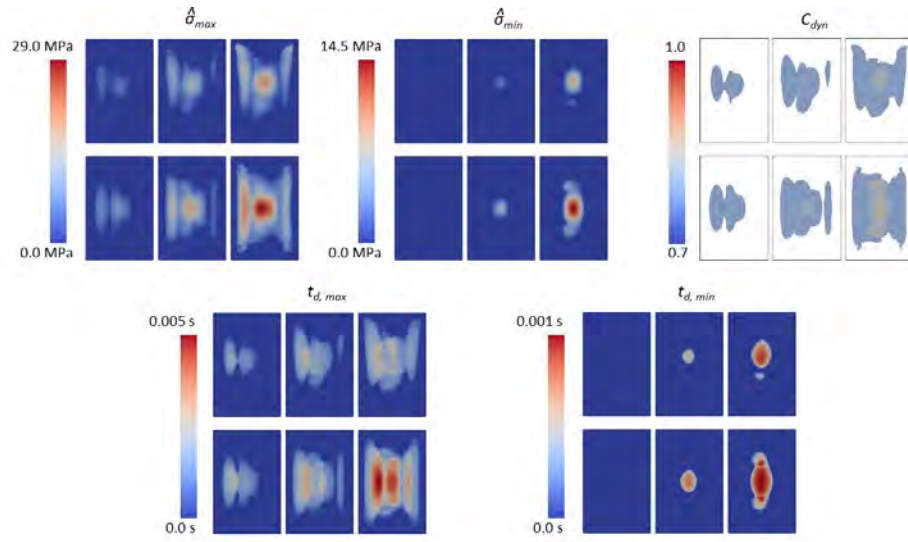 σ̂max
29.0 MPa
0.0 MPa
σ̂min
14.5 MPa
0.0 MPa
Cdyn
1.0
0.7
td, max
0.005 s
0.0 s
td, min
0.001 s
0.0 s